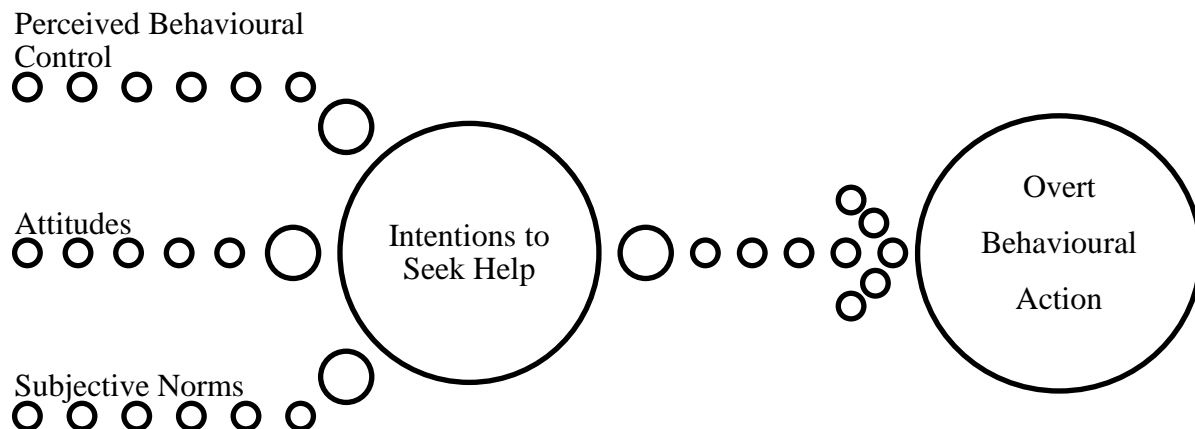 Perceived Behavioural
Control
Attitudes
Intentions to
Seek Help
Overt
Behavioural
Action
Subjective Norms